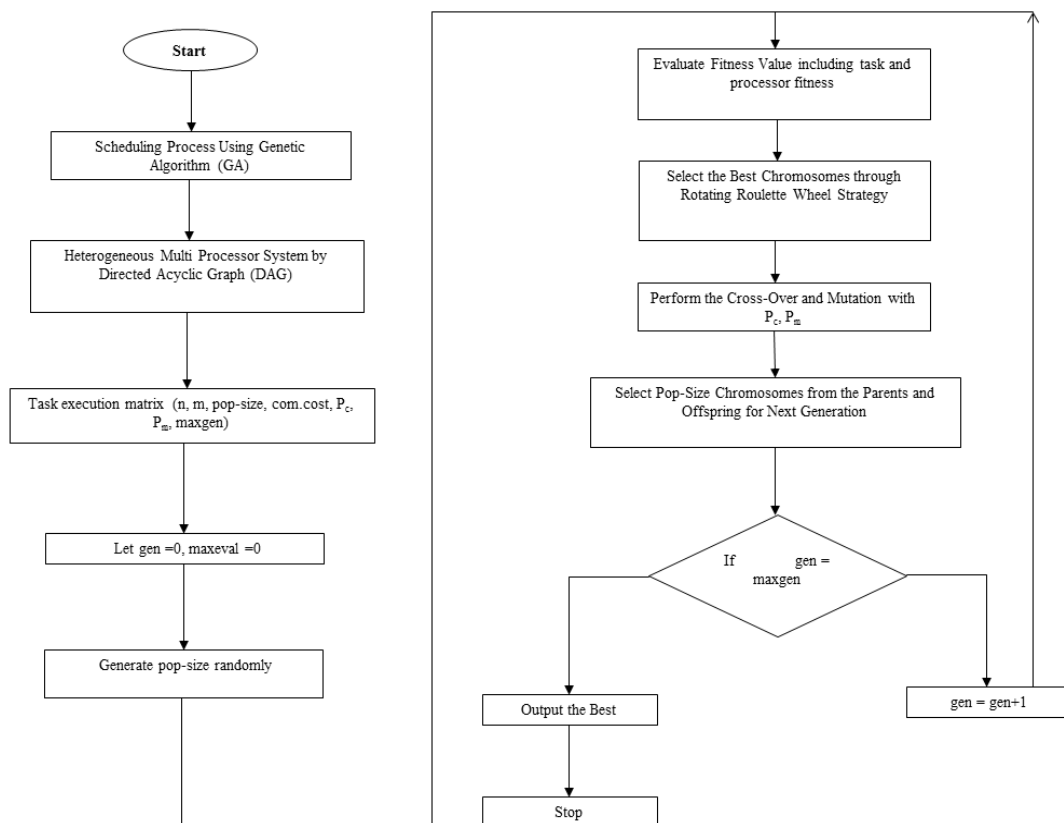 Start
Scheduling Process Using Genetic
Algorithm (GA)
Heterogeneous Multi Processor System by
Directed Acyclic Graph (DAG)
Task execution matrix (n, m, pop-size, com.cost, Pc,
Pm, maxgen)
Let gen =0, maxeval =0
Generate pop-size randomly
Evaluate Fitness Value including task and
processor fitness
Select the Best Chromosomes through
Rotating Roulette Wheel Strategy
Perform the Cross-Over and Mutation with
Pc, Pm
Select Pop-Size Chromosomes from the Parents and
Offspring for Next Generation
If gen =
maxgen
Output the Best
gen = gen+1
Stop